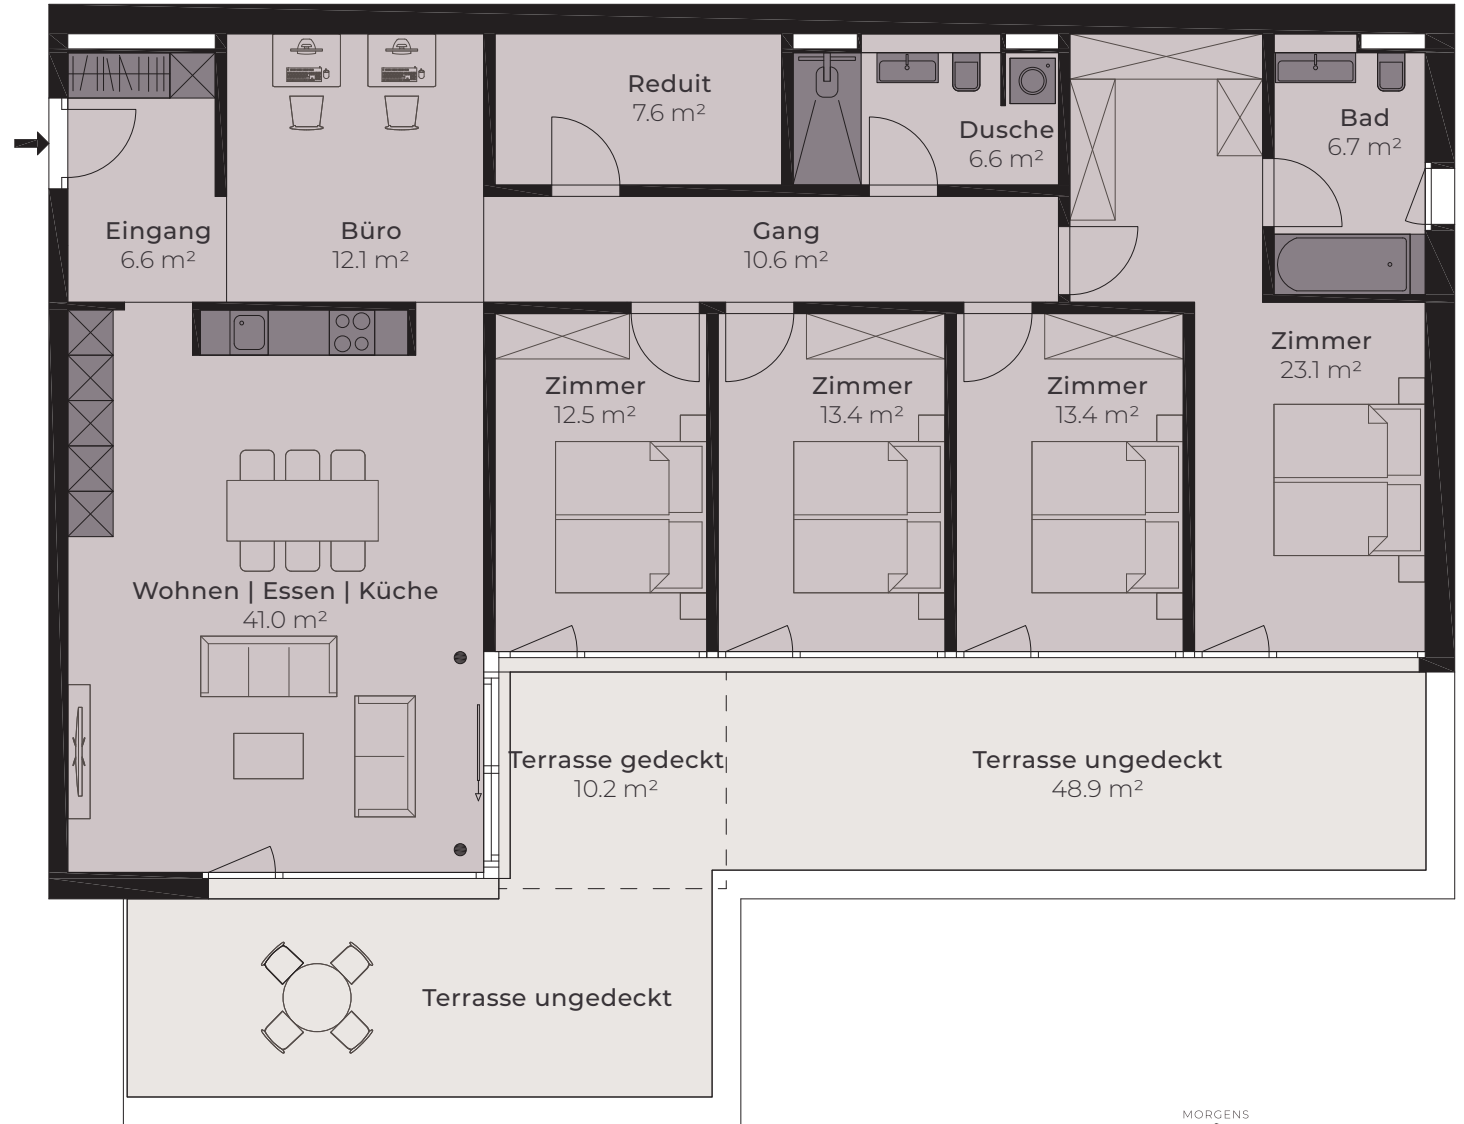 Reduit
7.6 m²
Dusche
6.6 m²
Bad
6.7 m²
Eingang
6.6 m²
Büro
12.1 m²
Gang
10.6 m²
Zimmer
23.1 m²
Zimmer
12.5 m²
Zimmer
13.4 m²
Zimmer
13.4 m²
Wohnen | Essen | Küche
41.0 m²
Terrasse gedeckt
10.2 m²
Terrasse ungedeckt
48.9 m²
Terrasse ungedeckt
MORGENS